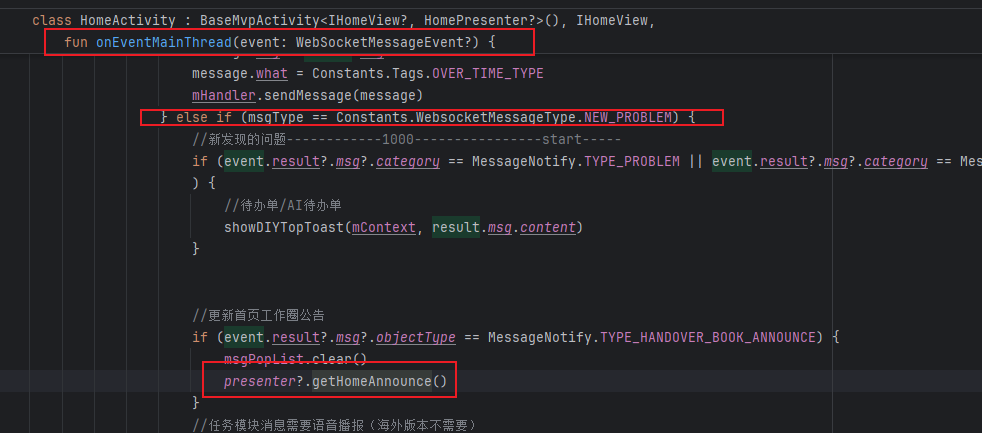 class HomeActivity : BaseMvpActivity<IHomeView?, HomePresenter?>(), IHomeView,
fun onEventMainThread(event: WebSocketMessageEvent?) {
message.what = Constants.Tags.OVER_TIME_TYPE
mHandler.sendMessage(message)
} else if (msgType == Constants.WebsocketMessageType.NEW_PROBLEM) {
//新发现的问题------------1000----------------start-----
if (event.result?.msg?.category == MessageNotify.TYPE_PROBLEM || event.result?.msg?.category == Mes
) {
//待办单/AI待办单
showDIYTopToast(mContext, result.msg.content)
}
//更新首页工作圈公告
if (event.result?.msg?.objectType == MessageNotify.TYPE_HANDOVER_BOOK_ANNOUNCE) {
msgPopList.clear()
presenter?.getHomeAnnounce()
}
//任务模块消息需要语音播报（海外版本不需要）